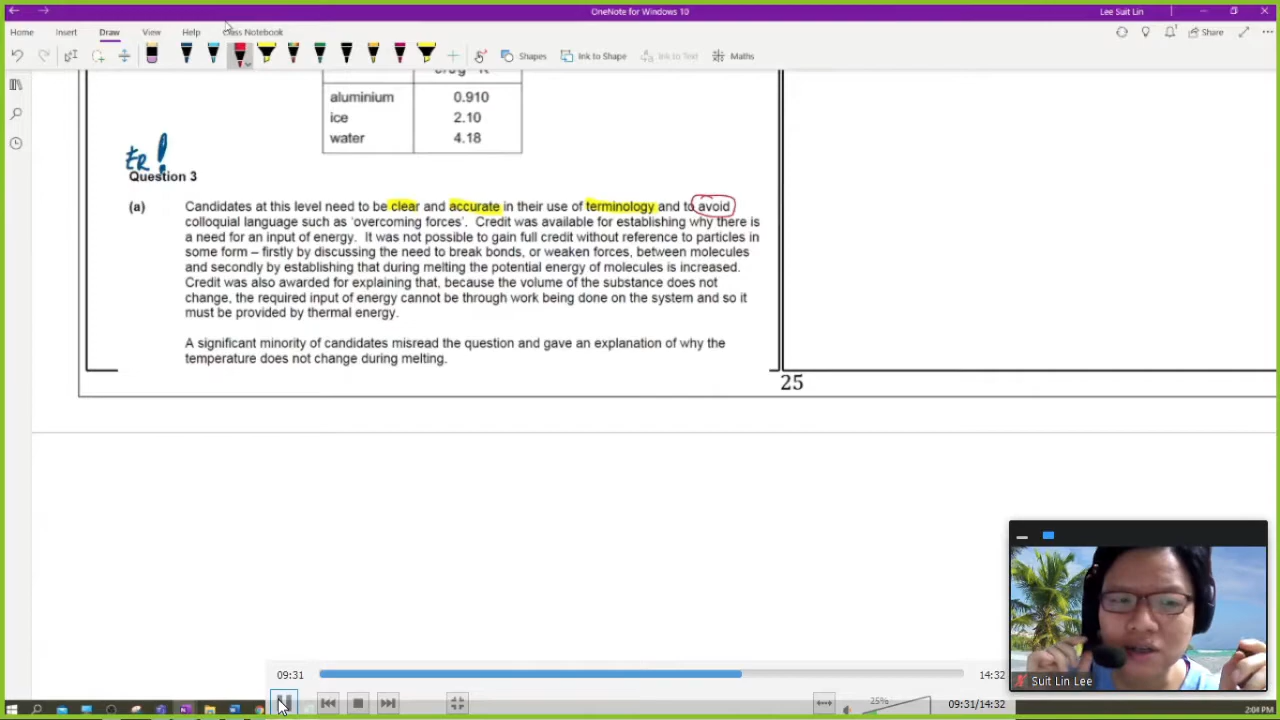 OneNote for Windows 10
Lee Suit Lin
Home Insert Draw View Help Class Notebook
Share
Shapes Ink to Shape Ink to Text Maths
aluminium 0.910
ice 2.10
water 4.18
ER!
Question 3
(a) Candidates at this level need to be clear and accurate in their use of terminology and to avoid
colloquial language such as 'overcoming forces'. Credit was available for establishing why there is
a need for an input of energy. It was not possible to gain full credit without reference to particles in
some form – firstly by discussing the need to break bonds, or weaken forces, between molecules
and secondly by establishing that during melting the potential energy of molecules is increased.
Credit was also awarded for explaining that, because the volume of the substance does not
change, the required input of energy cannot be through work being done on the system and so it
must be provided by thermal energy.
A significant minority of candidates misread the question and gave an explanation of why the
temperature does not change during melting.
25
09:31 14:32
Suit Lin Lee
25% 09:31/14:32
2:04 PM